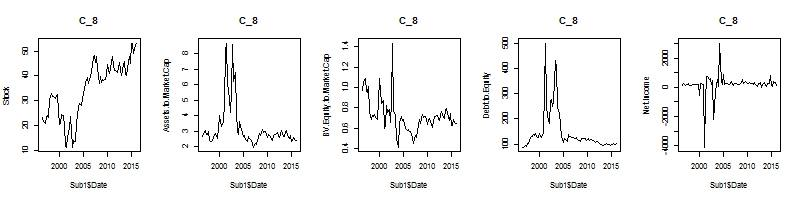 C_8
Stock
10 20 30 40 50
2000 2005 2010 2015
Sub1$Date
C_8
Assets.to.Market.Cap
2 3 4 5 6 7 8
2000 2005 2010 2015
Sub1$Date
C_8
BV.Equity.to.Market.Cap
0.4 0.6 0.8 1.0 1.2 1.4
2000 2005 2010 2015
Sub1$Date
C_8
Debt.to.Equity
100 200 300 400 500
2000 2005 2010 2015
Sub1$Date
C_8
Net.Income
-4000 -2000 0 2000
2000 2005 2010 2015
Sub1$Date